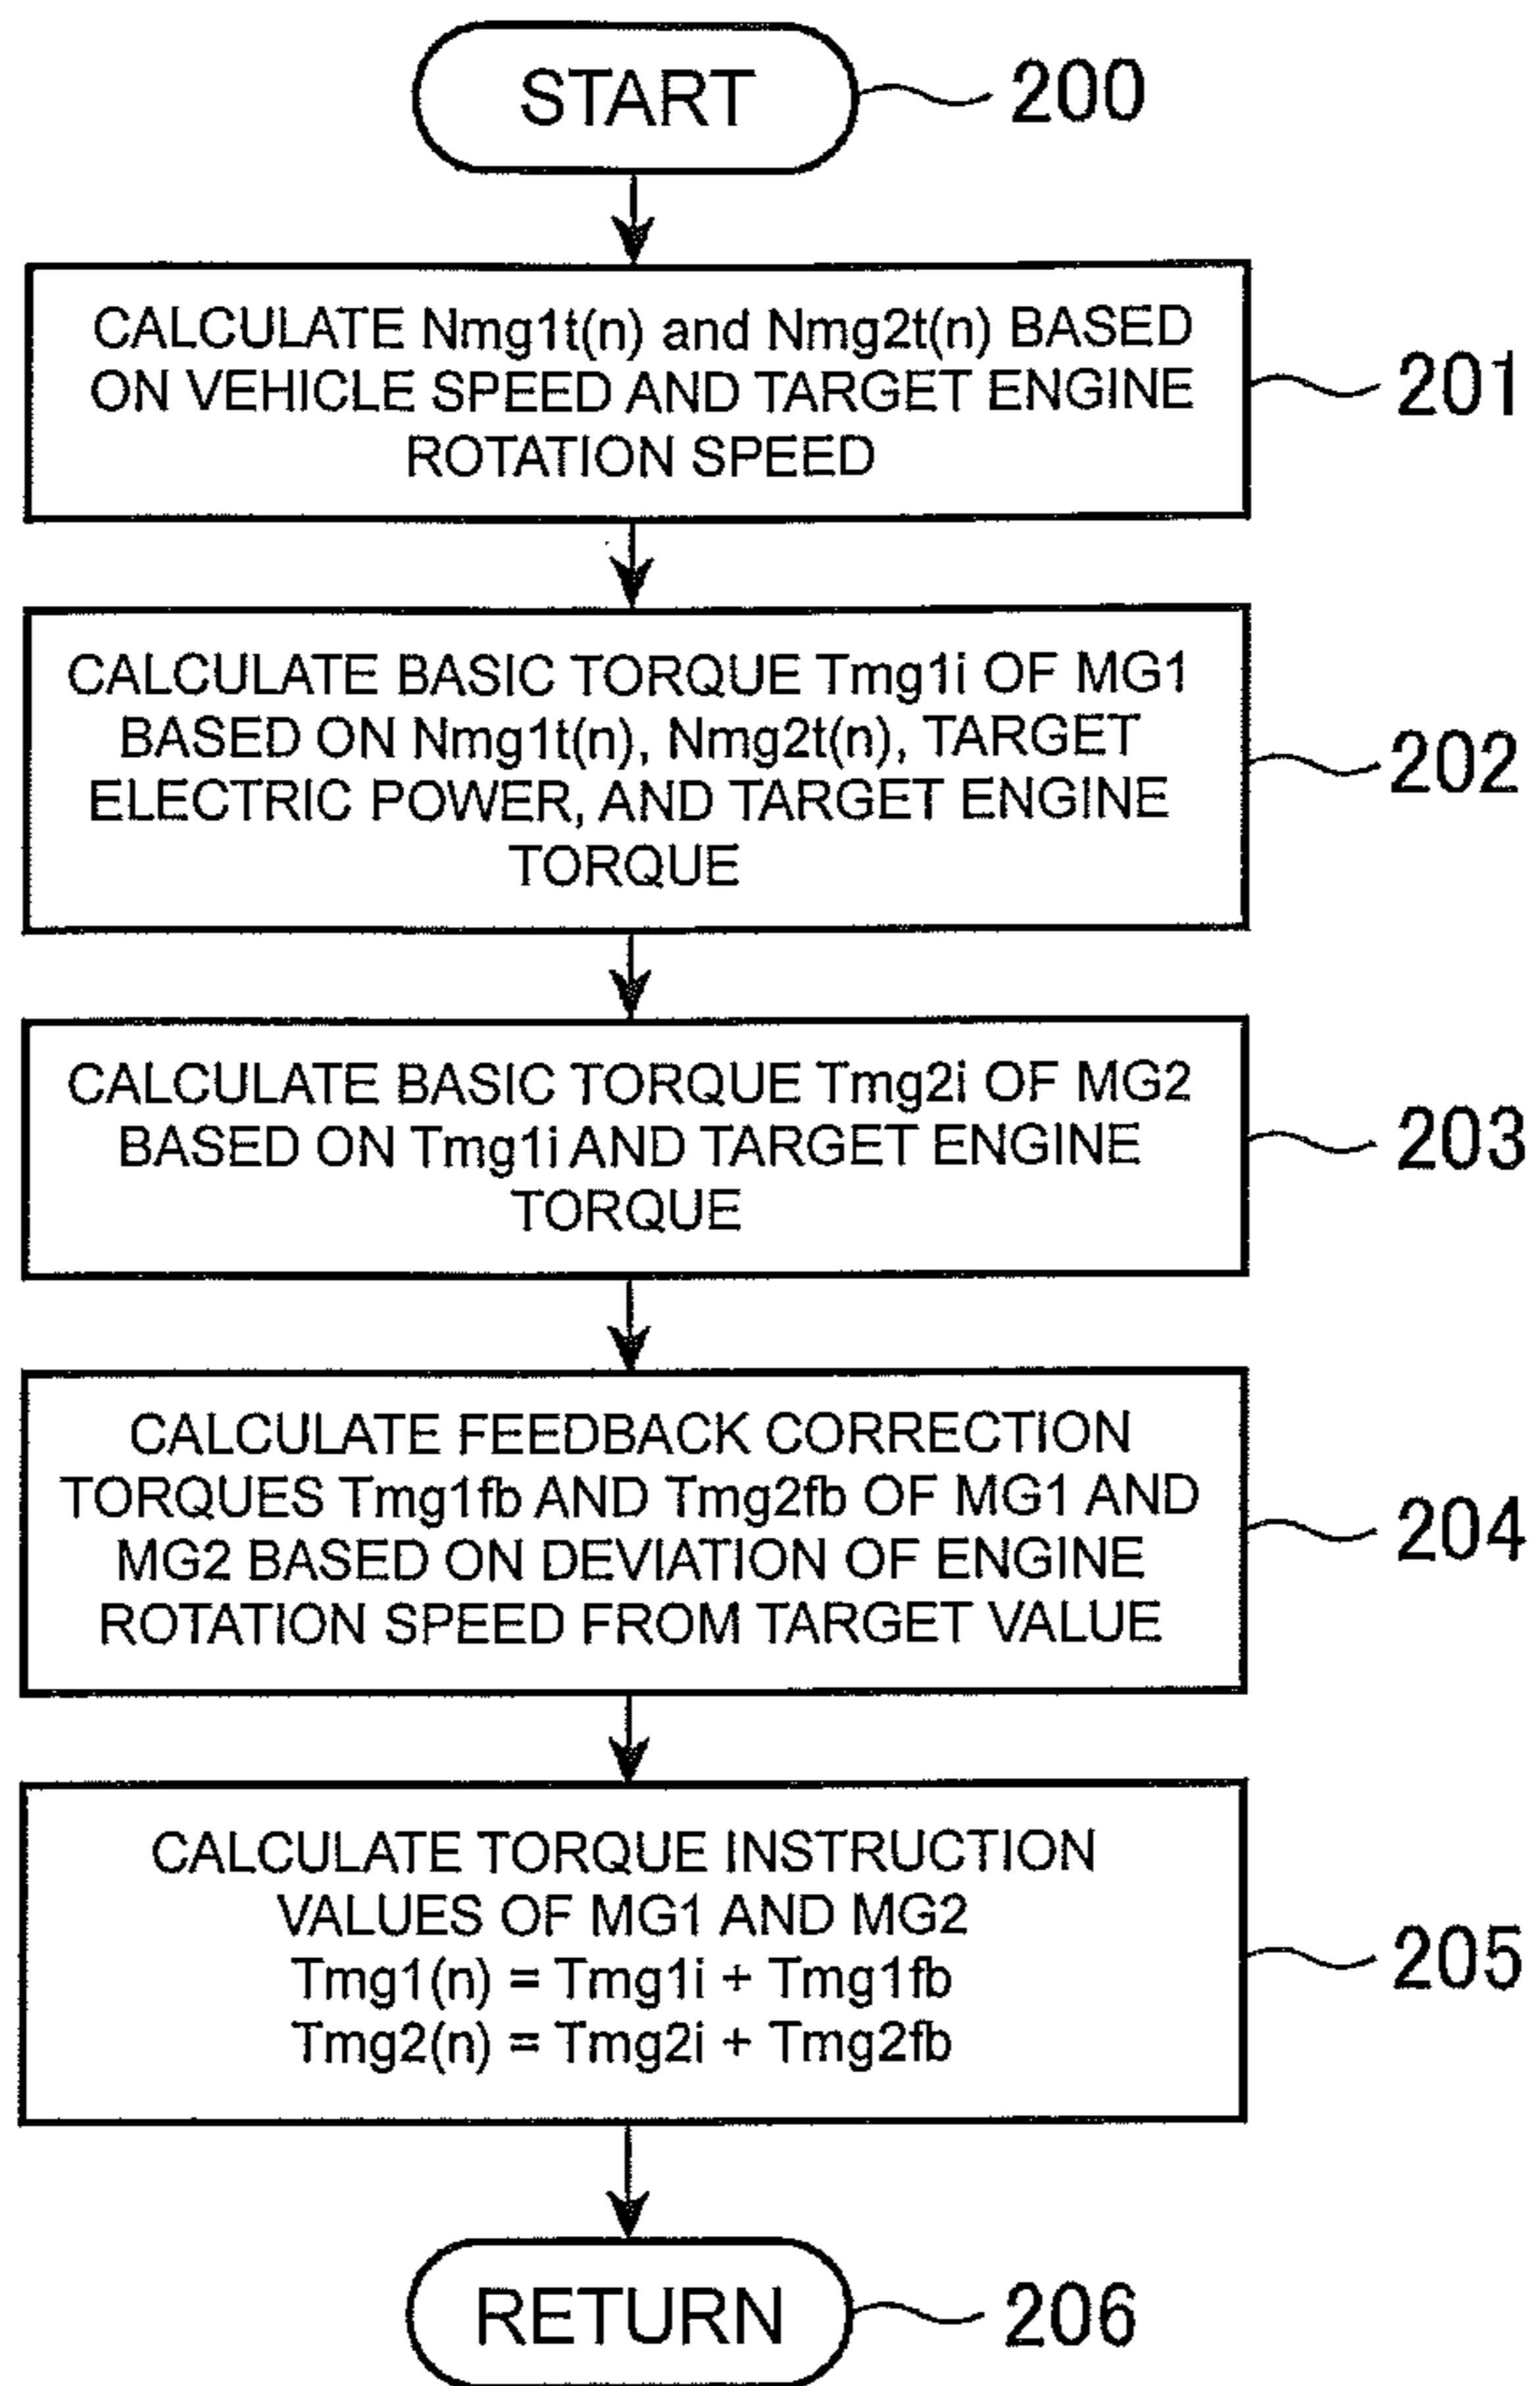 START
200
CALCULATE Nmg1t(n) and Nmg2t(n) BASED
ON VEHICLE SPEED AND TARGET ENGINE
ROTATION SPEED
201
CALCULATE BASIC TORQUE Tmg1i OF MG1
BASED ON Nmg1t(n), Nmg2t(n), TARGET
ELECTRIC POWER, AND TARGET ENGINE
TORQUE
202
CALCULATE BASIC TORQUE Tmg2i OF MG2
BASED ON Tmg1i AND TARGET ENGINE
TORQUE
203
CALCULATE FEEDBACK CORRECTION
TORQUES Tmg1fb AND Tmg2fb OF MG1 AND
MG2 BASED ON DEVIATION OF ENGINE
ROTATION SPEED FROM TARGET VALUE
204
CALCULATE TORQUE INSTRUCTION
VALUES OF MG1 AND MG2
Tmg1(n) = Tmg1i + Tmg1fb
Tmg2(n) = Tmg2i + Tmg2fb
205
RETURN
206